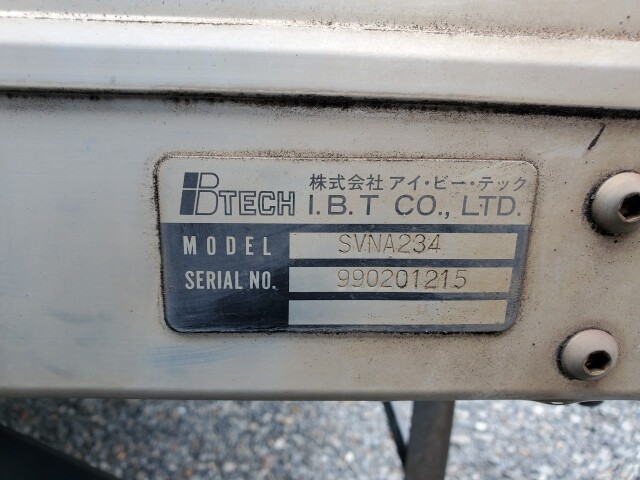 IBTECH 株式会社 アイ・ビー・テック
I.B.T CO., LTD.
MODEL SVNA234
SERIAL NO. 990201215